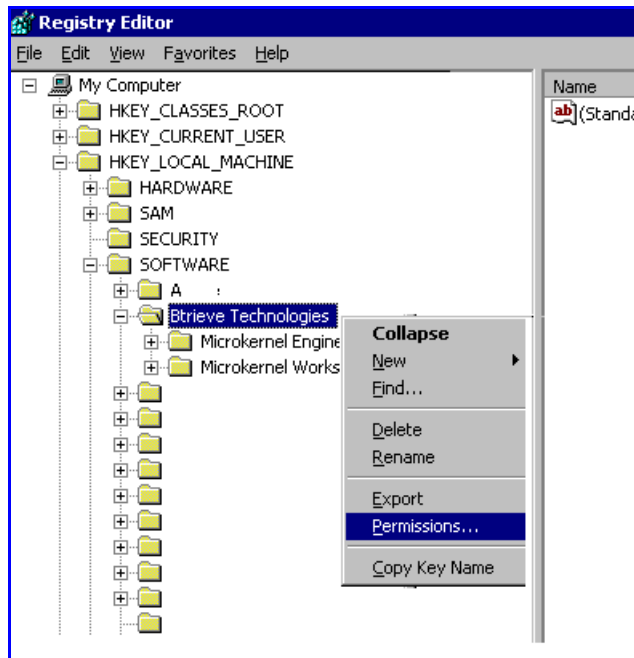 Registry Editor
File Edit View Favorites Help
My Computer
HKEY_CLASSES_ROOT
HKEY_CURRENT_USER
HKEY_LOCAL_MACHINE
HARDWARE
SAM
SECURITY
SOFTWARE
A
Btrieve Technologies
Microkernel Engine
Microkernel Works
Collapse
New
Find...
Delete
Rename
Export
Permissions...
Copy Key Name
Name
ab (Standa